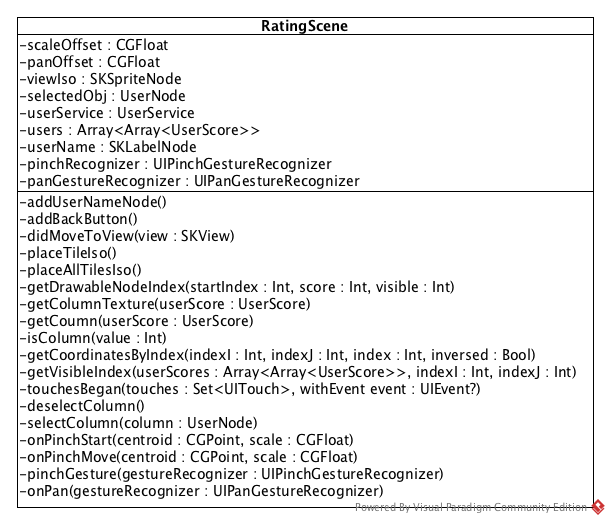 RatingScene
-scaleOffset : CGFloat
-panOffset : CGFloat
-viewIso : SKSpriteNode
-selectedObj : UserNode
-userService : UserService
-users : Array<Array<UserScore>>
-userName : SKLabelNode
-pinchRecognizer : UIPinchGestureRecognizer
-panGestureRecognizer : UIPanGestureRecognizer
-addUserNameNode()
-addBackButton()
-didMoveToView(view : SKView)
-placeTileIso()
-placeAllTilesIso()
-getDrawableNodeIndex(startIndex : Int, score : Int, visible : Int)
-getColumnTexture(userScore : UserScore)
-getCoumn(userScore : UserScore)
-isColumn(value : Int)
-getCoordinatesByIndex(indexI : Int, indexJ : Int, index : Int, inversed : Bool)
-getVisibleIndex(userScores : Array<Array<UserScore>>, indexI : Int, indexJ : Int)
-touchesBegan(touches : Set<UITouch>, withEvent event : UIEvent?)
-deselectColumn()
-selectColumn(column : UserNode)
-onPinchStart(centroid : CGPoint, scale : CGFloat)
-onPinchMove(centroid : CGPoint, scale : CGFloat)
-pinchGesture(gestureRecognizer : UIPinchGestureRecognizer)
-onPan(gestureRecognizer : UIPanGestureRecognizer)
Powered By Visual Paradigm Community Edition